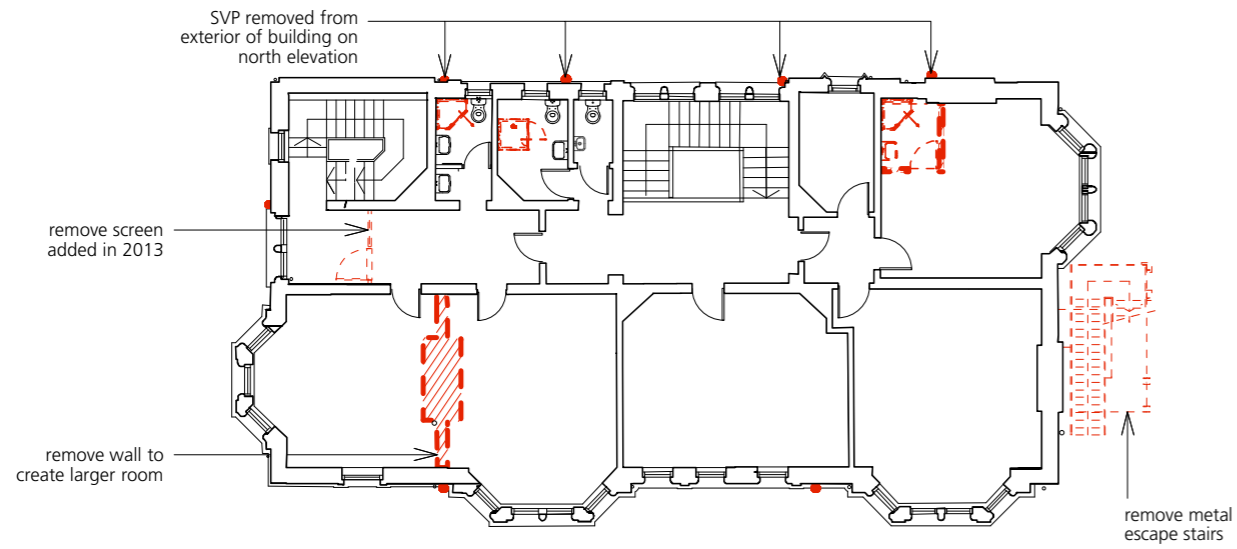 SVP removed from
exterior of building on
north elevation
remove screen
added in 2013
remove wall to
create larger room
remove metal
escape stairs